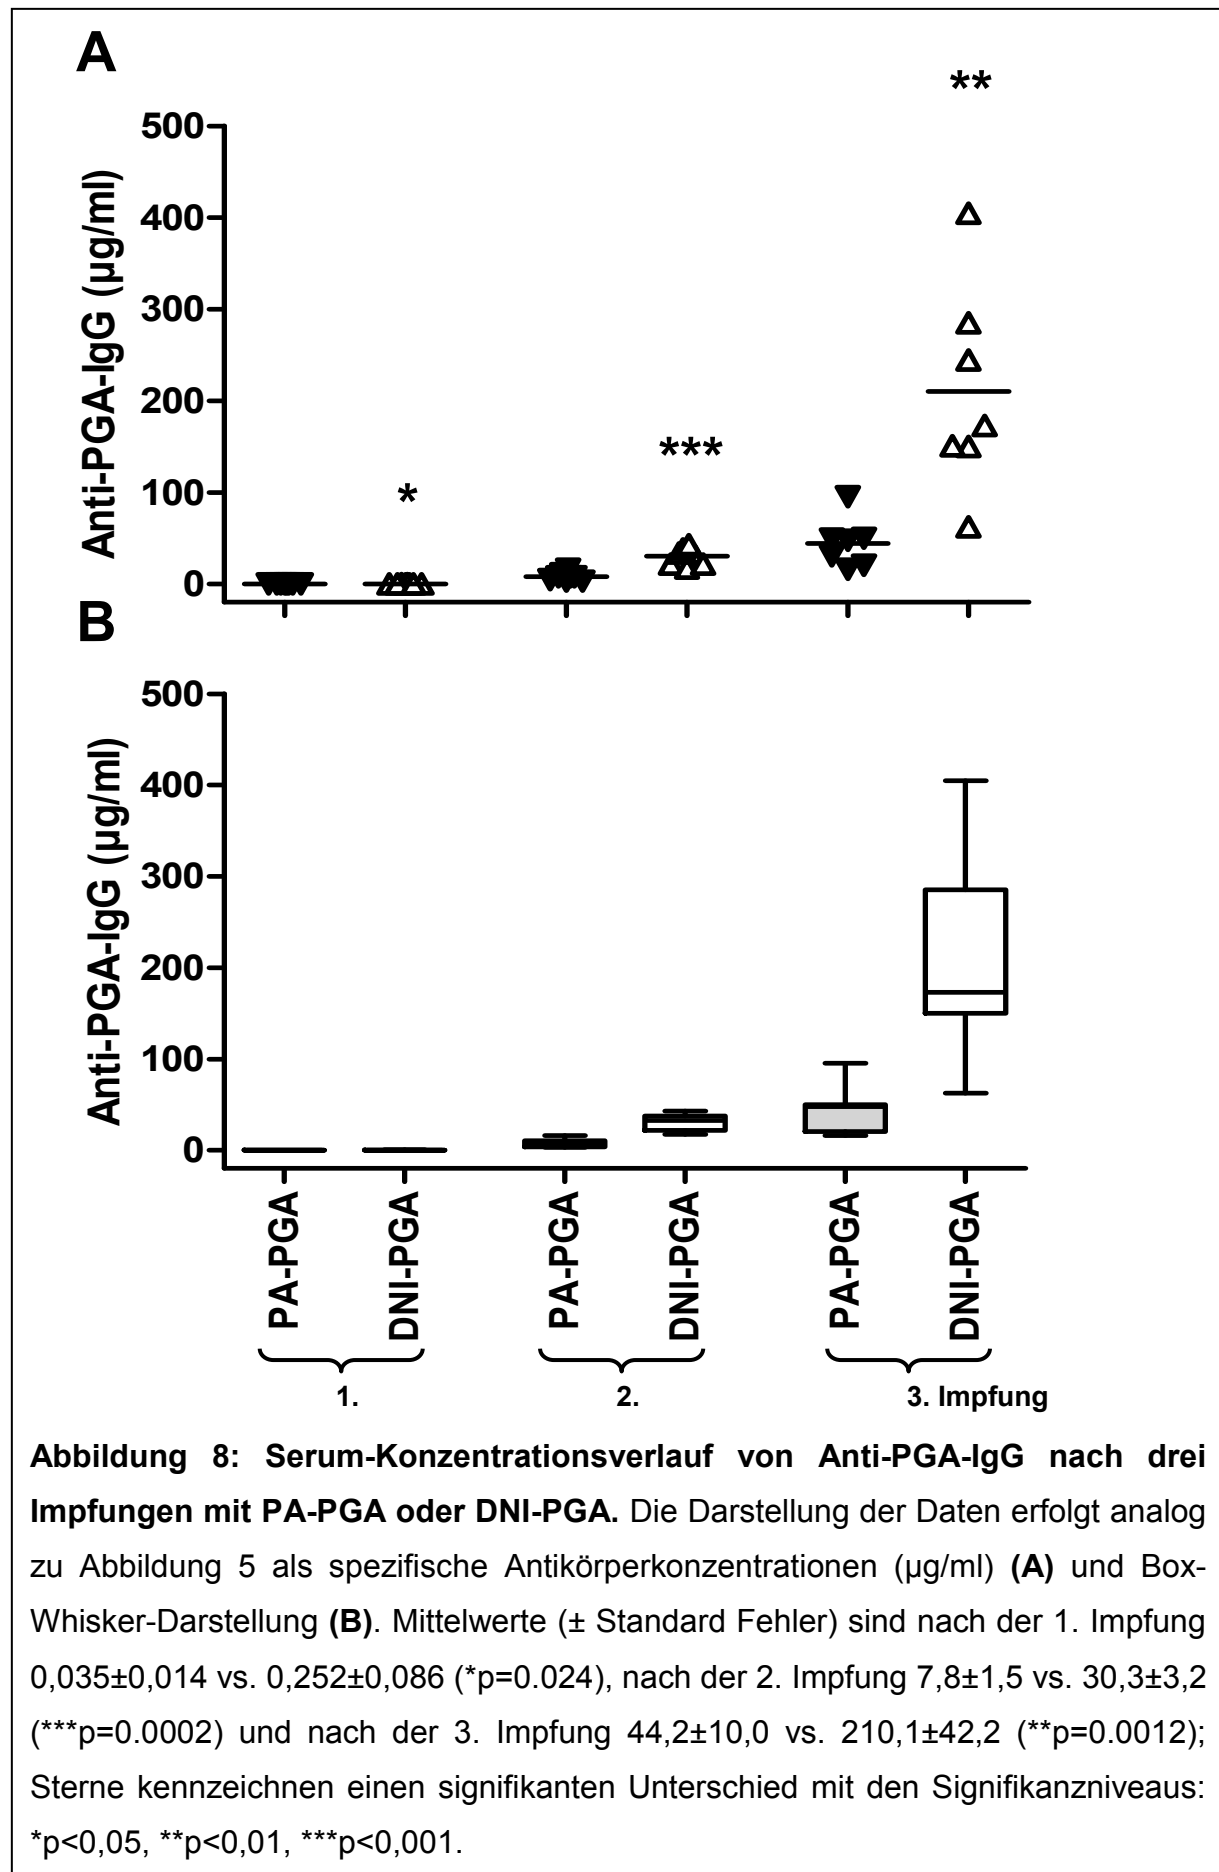 A
**
500
400
300
200
100
0
Anti-PGA-IgG (µg/ml)
*
***
B
500
400
300
200
100
0
Anti-PGA-IgG (µg/ml)
PA-PGA
DNI-PGA
PA-PGA
DNI-PGA
PA-PGA
DNI-PGA
1.
2.
3. Impfung
Abbildung 8: Serum-Konzentrationsverlauf von Anti-PGA-IgG nach drei
Impfungen mit PA-PGA oder DNI-PGA. Die Darstellung der Daten erfolgt analog
zu Abbildung 5 als spezifische Antikörperkonzentrationen (µg/ml) (A) und Box-
Whisker-Darstellung (B). Mittelwerte (± Standard Fehler) sind nach der 1. Impfung
0,035±0,014 vs. 0,252±0,086 (*p=0.024), nach der 2. Impfung 7,8±1,5 vs. 30,3±3,2
(***p=0.0002) und nach der 3. Impfung 44,2±10,0 vs. 210,1±42,2 (**p=0.0012);
Sterne kennzeichnen einen signifikanten Unterschied mit den Signifikanzniveaus:
*p<0,05, **p<0,01, ***p<0,001.